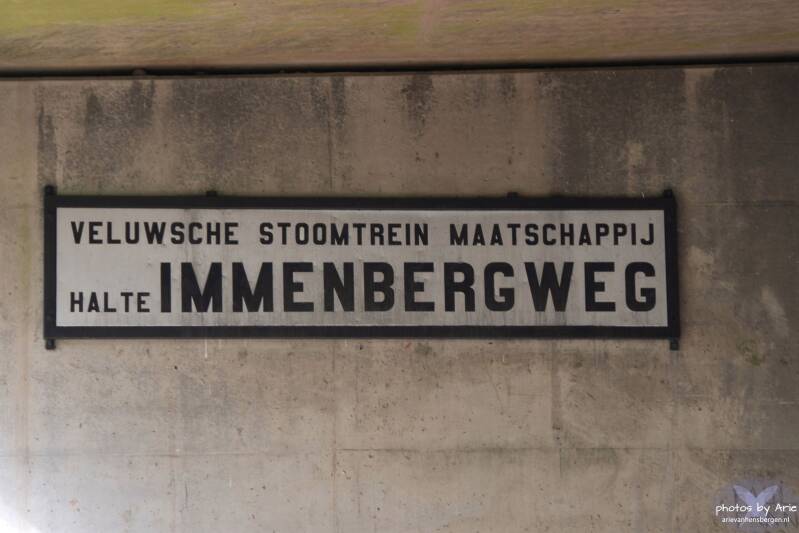 VELUWSCHE STOOMTREIN MAATSCHAPPIJ
HALTE IMMENBERGWEG
photos by Arie
arievanhensbergen.nl